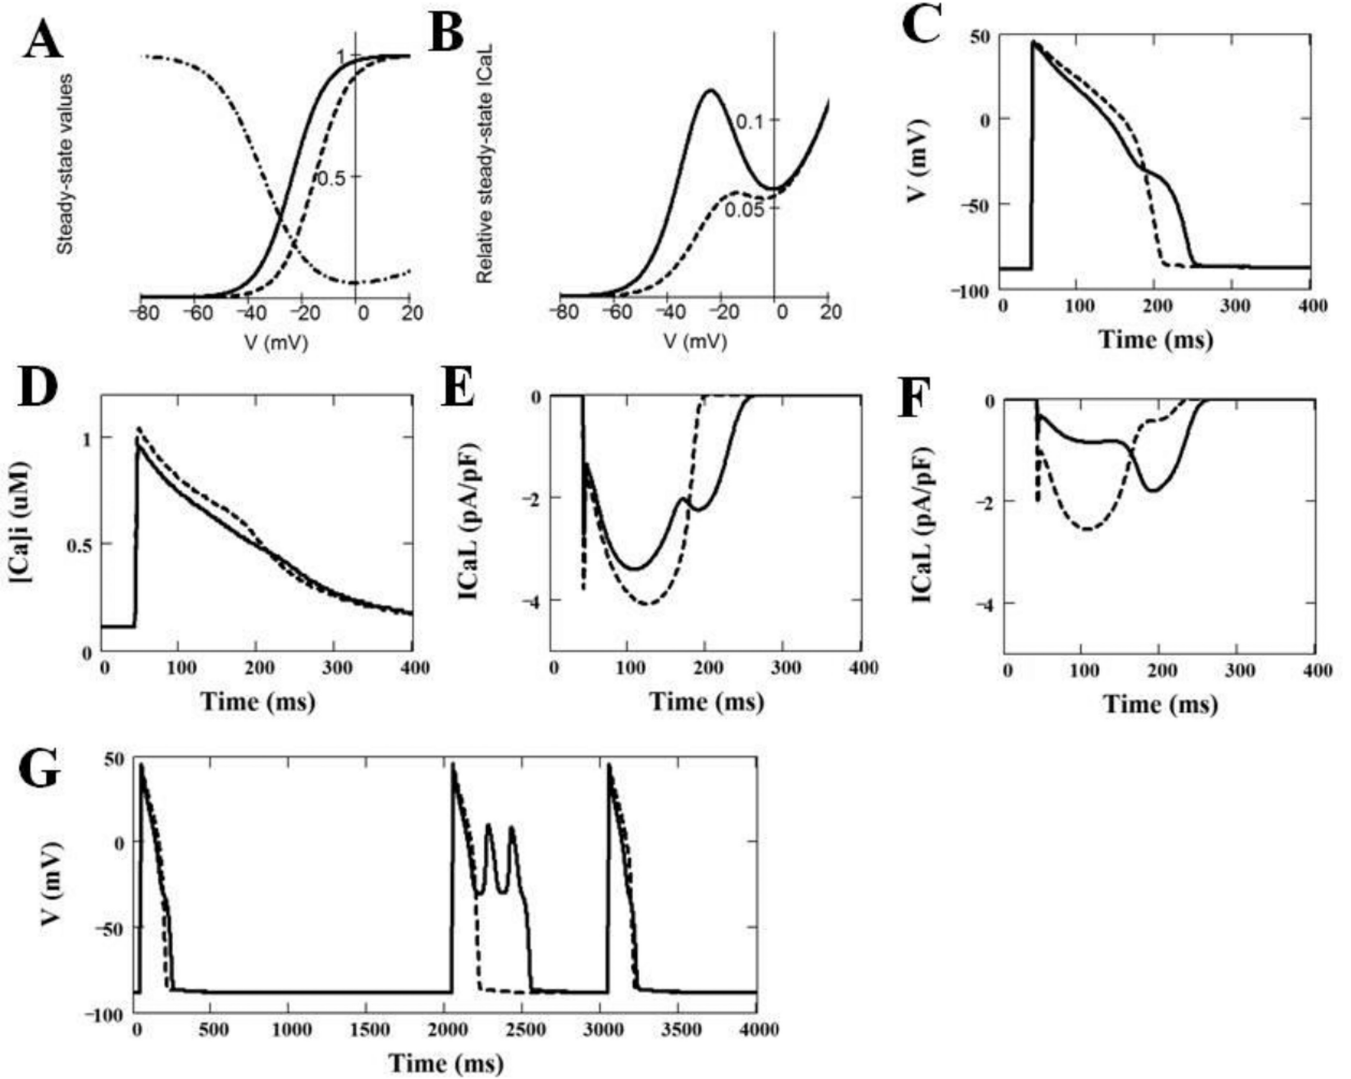 A
Steady-state values
1
0.5
−80 −60 −40 −20 0 20
V (mV)
B
Relative steady-state ICaL
0.1
0.05
−80 −60 −40 −20 0 20
V (mV)
C
V (mV)
50
0
−50
−100
0 100 200 300 400
Time (ms)
D
[Ca]i (uM)
1
0.5
0
0 100 200 300 400
Time (ms)
E
ICaL (pA/pF)
0
−2
−4
0 100 200 300 400
Time (ms)
F
ICaL (pA/pF)
0
−2
−4
0 100 200 300 400
Time (ms)
G
V (mV)
50
0
−50
−100
0 500 1000 1500 2000 2500 3000 3500 4000
Time (ms)